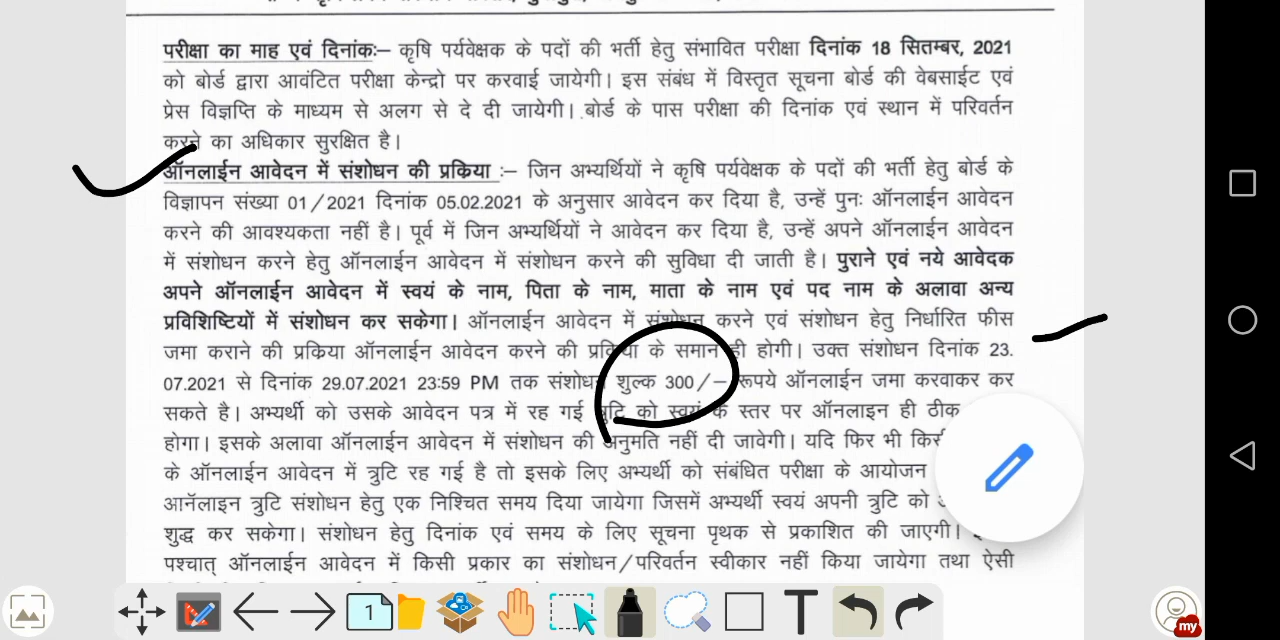 परीक्षा का माह एवं दिनांकः– कृषि पर्यवेक्षक के पदों की भर्ती हेतु संभावित परीक्षा दिनांक 18 सितम्बर, 2021
को बोर्ड द्वारा आवंटित परीक्षा केन्द्रो पर करवाई जायेगी। इस संबंध में विस्तृत सूचना बोर्ड की वेबसाईट एवं
प्रेस विज्ञप्ति के माध्यम से अलग से दे दी जायेगी। बोर्ड के पास परीक्षा की दिनांक एवं स्थान में परिवर्तन
करने का अधिकार सुरक्षित है।
ऑनलाईन आवेदन में संशोधन की प्रकिया :– जिन अभ्यर्थियों ने कृषि पर्यवेक्षक के पदों की भर्ती हेतु बोर्ड के
विज्ञापन संख्या 01/2021 दिनांक 05.02.2021 के अनुसार आवेदन कर दिया है, उन्हें पुनः ऑनलाईन आवेदन
करने की आवश्यकता नहीं है। पूर्व में जिन अभ्यर्थियों ने आवेदन कर दिया है, उन्हें अपने ऑनलाईन आवेदन
में संशोधन करने हेतु ऑनलाईन आवेदन में संशोधन करने की सुविधा दी जाती है। पुराने एवं नये आवेदक
अपने ऑनलाईन आवेदन में स्वयं के नाम, पिता के नाम, माता के नाम एवं पद नाम के अलावा अन्य
प्रविशिष्टियों में संशोधन कर सकेगा। ऑनलाईन आवेदन में संशोधन करने एवं संशोधन हेतु निर्धारित फीस
जमा कराने की प्रकिया ऑनलाईन आवेदन करने की प्रकिया के समान ही होगी। उक्त संशोधन दिनांक 23.
07.2021 से दिनांक 29.07.2021 23:59 PM तक संशोधन शुल्क 300/– रूपये ऑनलाईन जमा करवाकर कर
सकते है। अभ्यर्थी को उसके आवेदन पत्र में रह गई त्रुटि को स्वयं के स्तर पर ऑनलाइन ही ठीक
होगा। इसके अलावा ऑनलाईन आवेदन में संशोधन की अनुमति नहीं दी जावेगी। यदि फिर भी
के ऑनलाईन आवेदन में त्रुटि रह गई है तो इसके लिए अभ्यर्थी को संबंधित परीक्षा के आयोजन
आनॅलाइन त्रुटि संशोधन हेतु एक निश्चित समय दिया जायेगा जिसमें अभ्यर्थी स्वयं अपनी त्रुटि को
शुद्ध कर सकेगा। संशोधन हेतु दिनांक एवं समय के लिए सूचना पृथक से प्रकाशित की जाएगी।
पश्चात् ऑनलाईन आवेदन में किसी प्रकार का संशोधन/परिवर्तन स्वीकार नहीं किया जायेगा तथा ऐसी
1
T
my